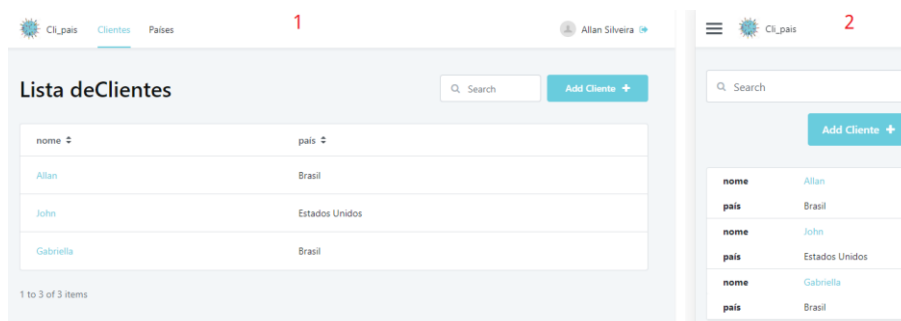 Cli_pais Clientes Países 1 Allan Silveira
Lista deClientes Search Add Cliente +
nome país
Allan Brasil
John Estados Unidos
Gabriella Brasil
1 to 3 of 3 items
Cli_pais 2
Search
Add Cliente +
nome Allan
país Brasil
nome John
país Estados Unidos
nome Gabriella
país Brasil